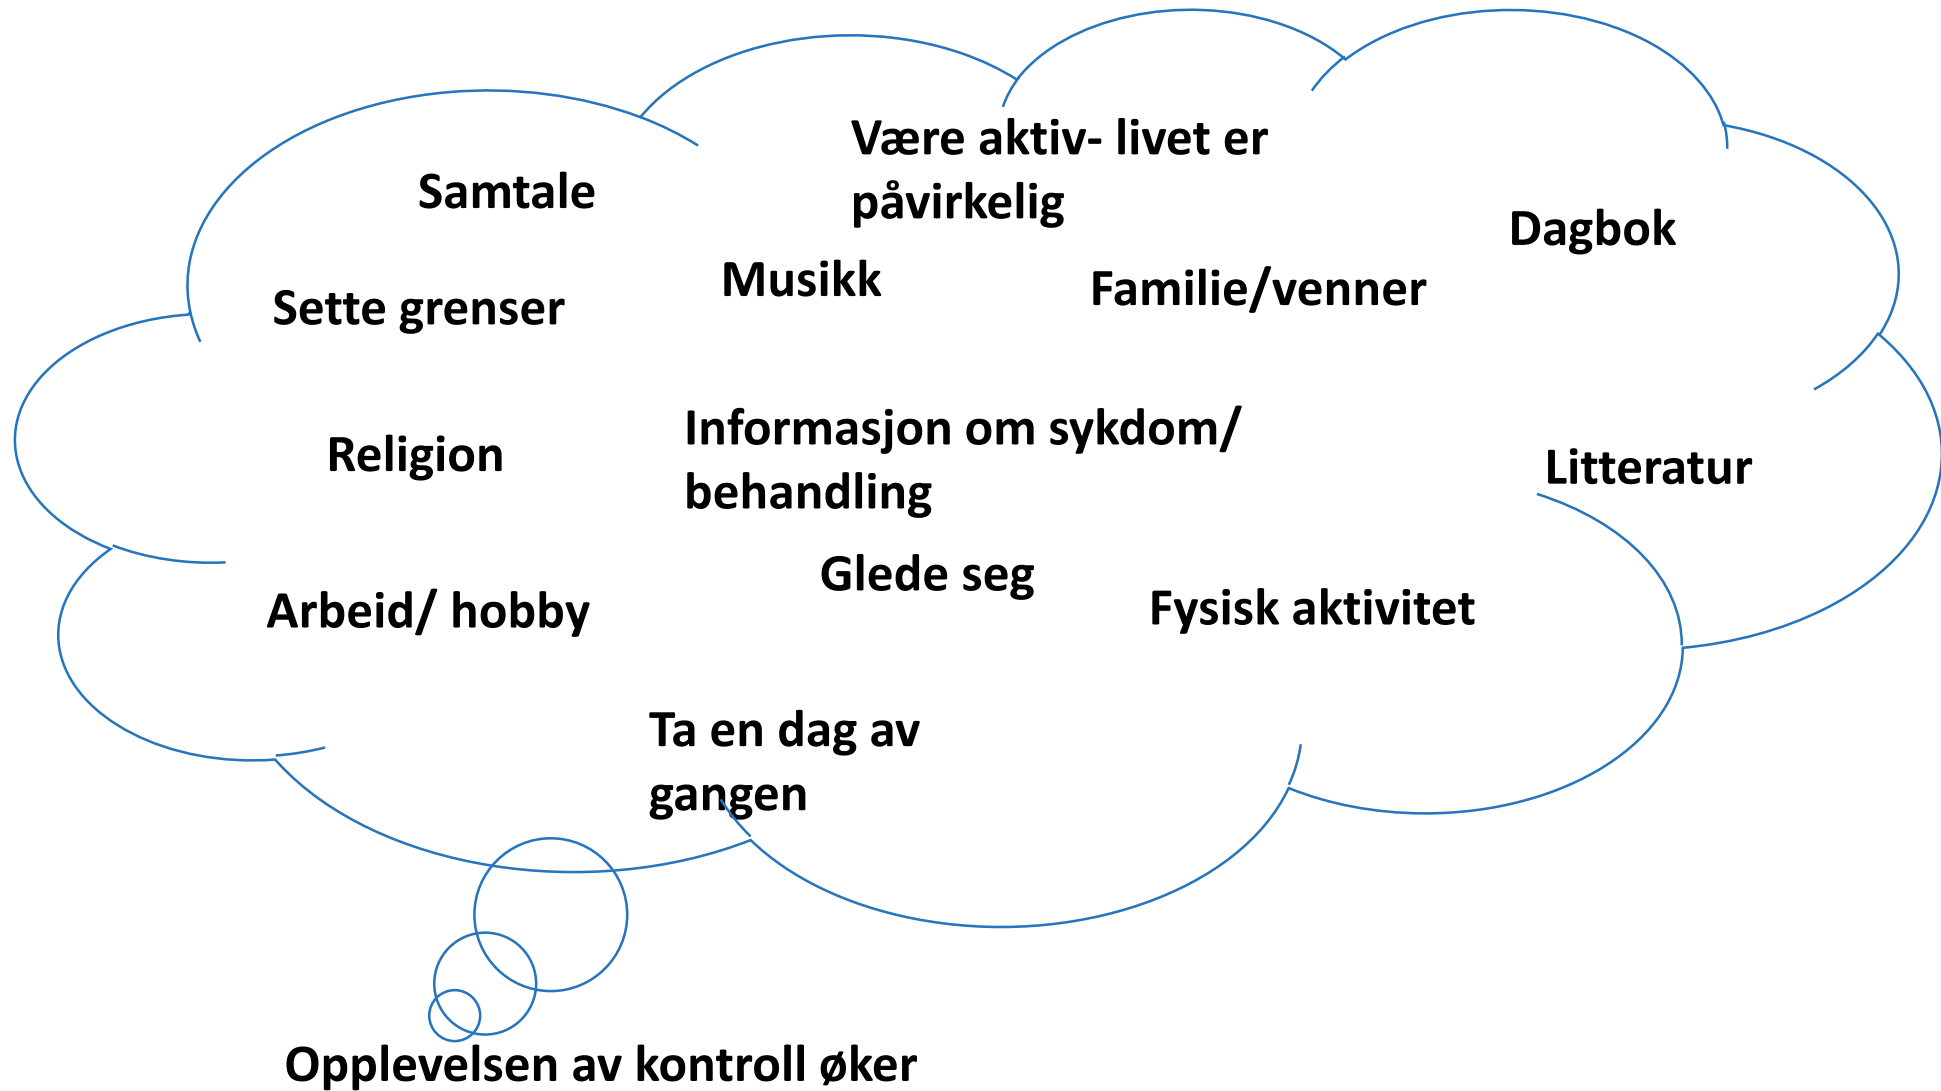 Være aktiv- livet er
påvirkelig
Samtale
Dagbok
Musikk
Familie/venner
Sette grenser
Informasjon om sykdom/
behandling
Religion
Litteratur
Glede seg
Arbeid/ hobby
Fysisk aktivitet
Ta en dag av
gangen
Opplevelsen av kontroll øker